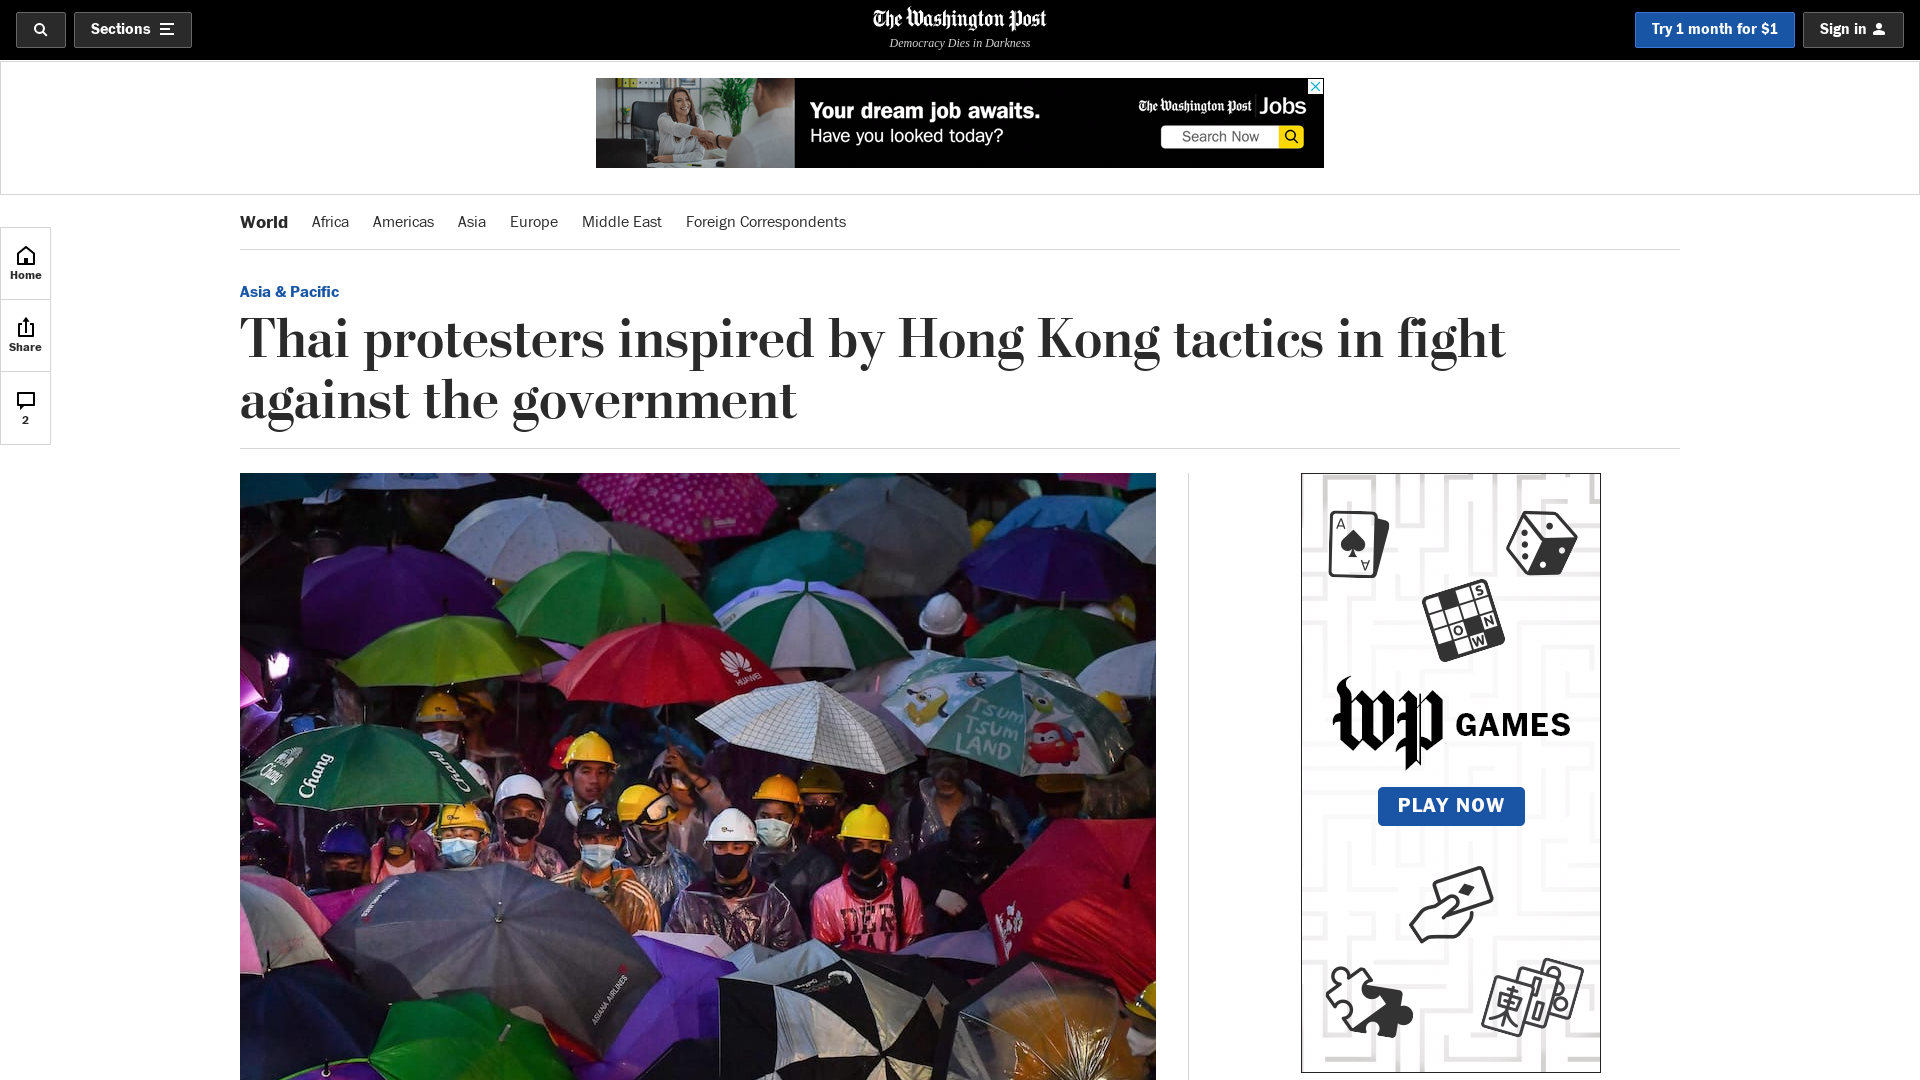 Sections
The Washington Post
Democracy Dies in Darkness
Try 1 month for $1
Sign in
Your dream job awaits.
Have you looked today?
The Washington Post Jobs
Search Now
World Africa Americas Asia Europe Middle East Foreign Correspondents
Home
Share
2
Asia & Pacific
Thai protesters inspired by Hong Kong tactics in fight
against the government
HUAWEI
TSUM
TSUM
LAND
Chang
Chang
Chang
ASIANA AIRLINES
A
A
S
O N
W
wp GAMES
PLAY NOW
東